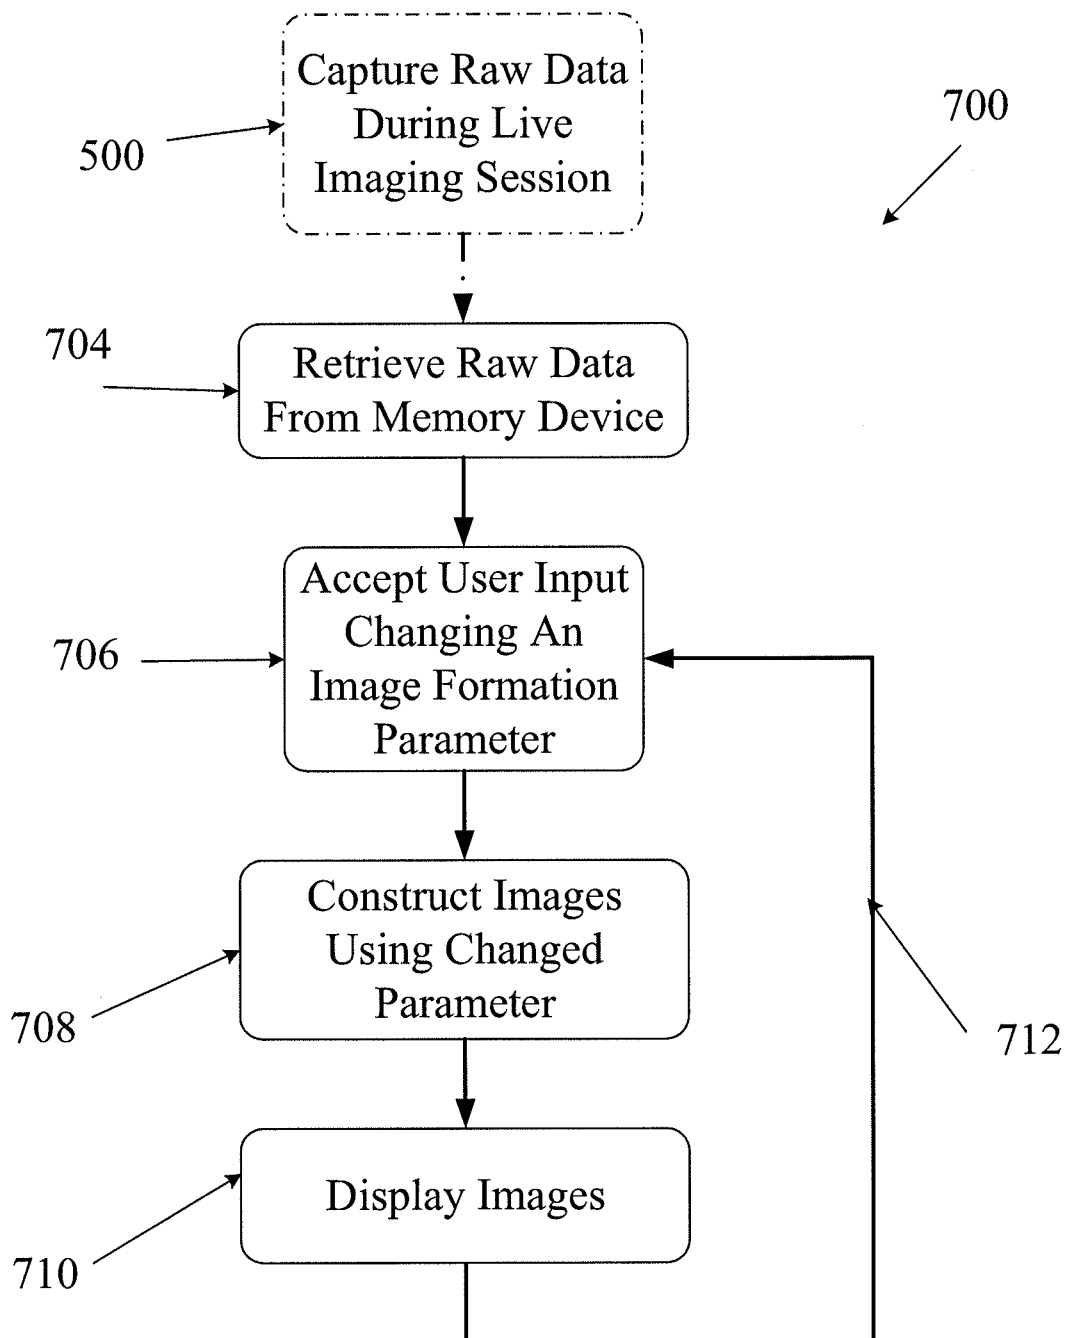 Capture Raw Data
During Live
Imaging Session
500
700
704
Retrieve Raw Data
From Memory Device
Accept User Input
Changing An
Image Formation
Parameter
706
Construct Images
Using Changed
Parameter
708
712
Display Images
710